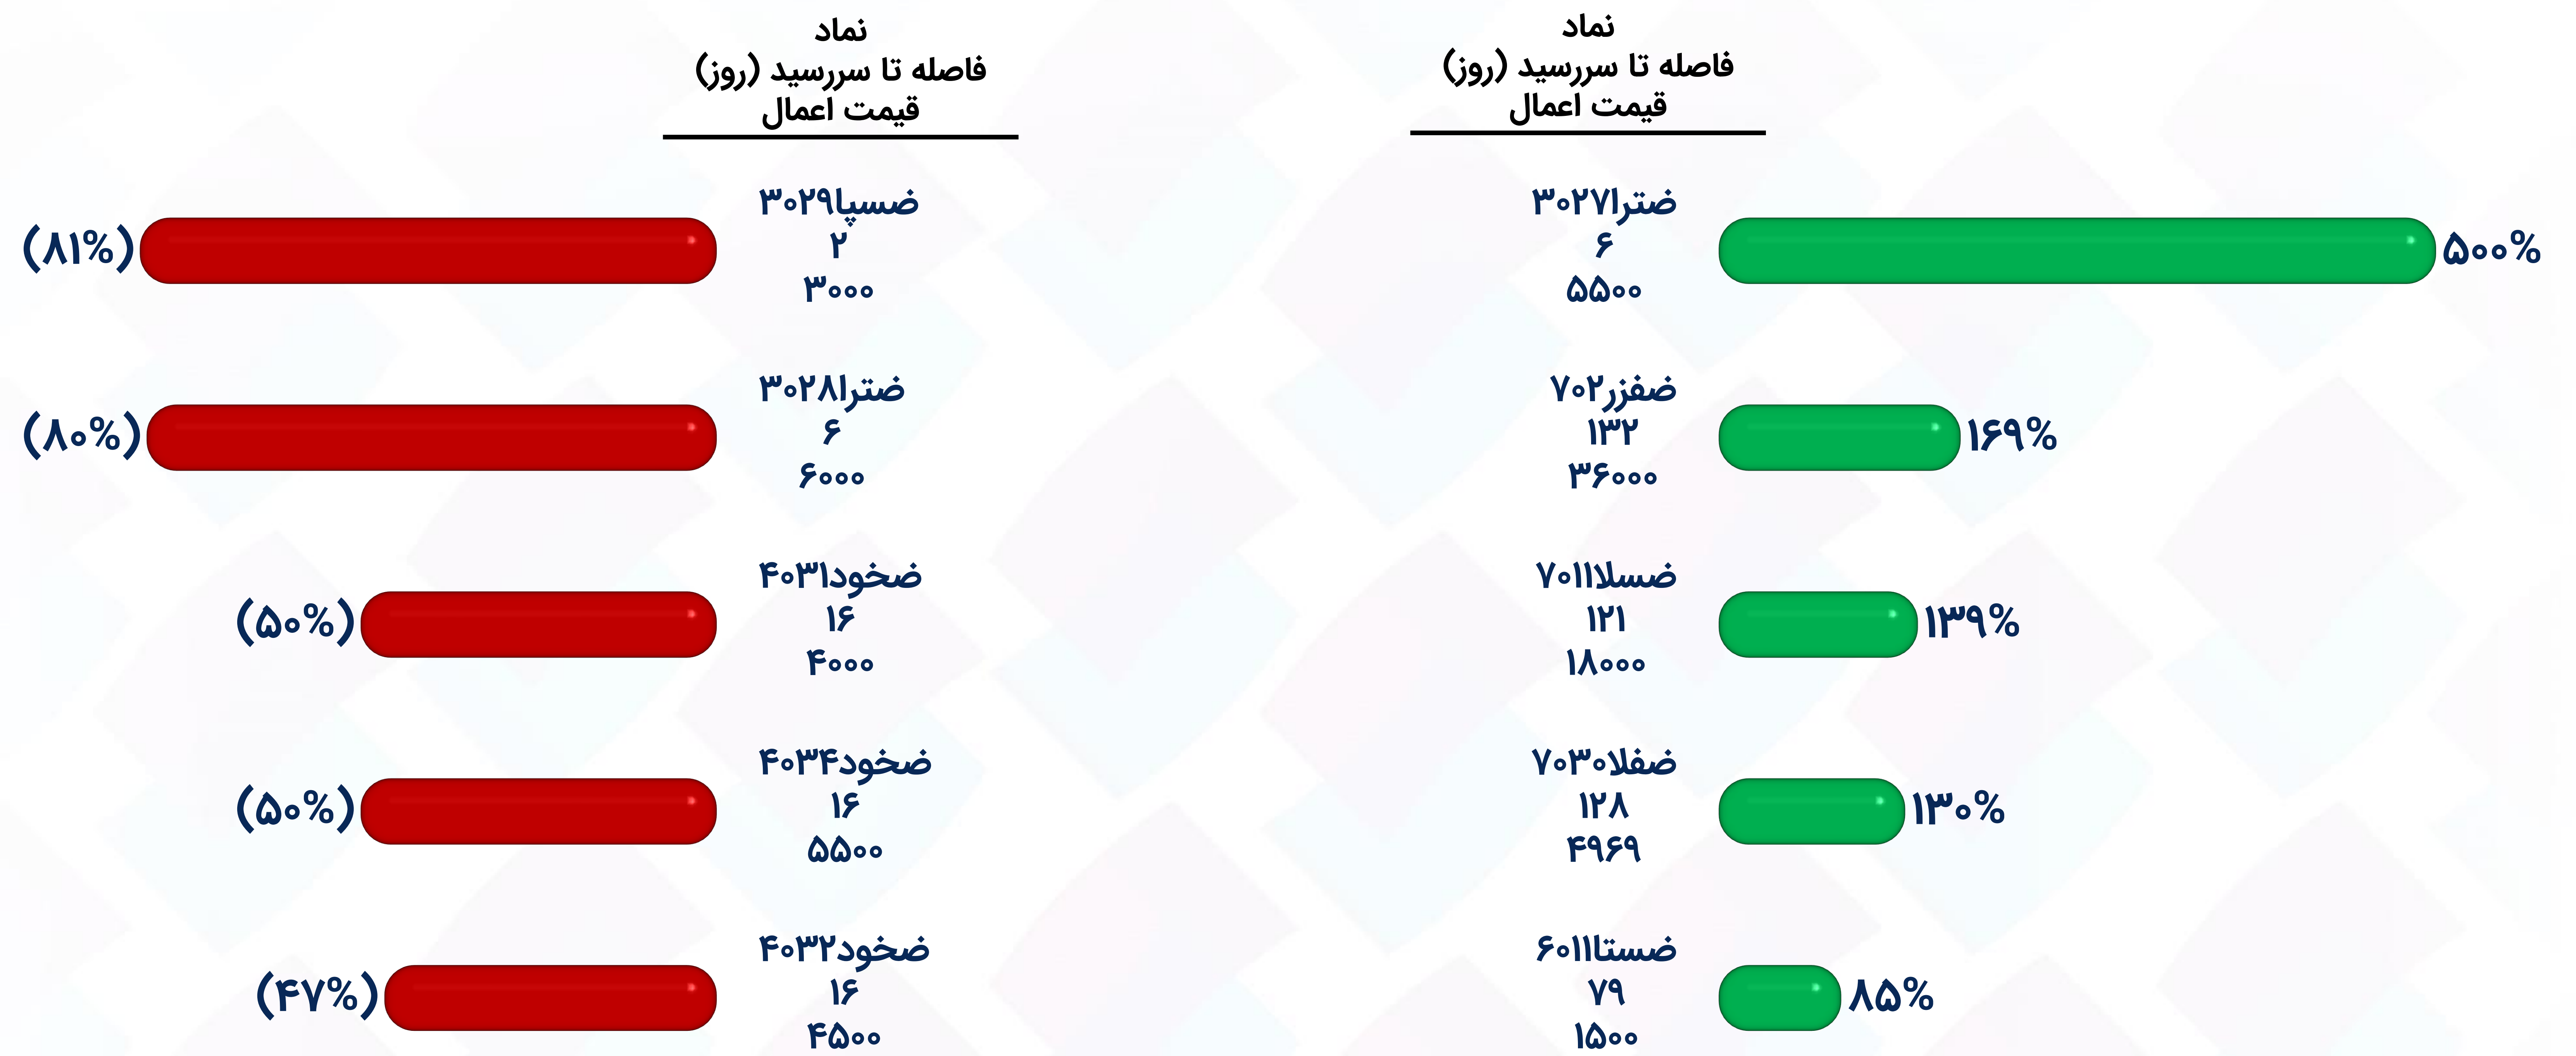 نماد
فاصله تا سررسید (روز)
قیمت اعمال
ضترا۳۰۲۷
۶
۵۵۰۰
۵۰۰%
ضفزر۷۰۲
۱۳۲
۳۶۰۰۰
۱۶۹%
ضسلا۷۰۱۱
۱۲۱
۱۸۰۰۰
۱۳۹%
ضفلا۷۰۳۰
۱۲۸
۴۹۶۹
۱۳۰%
ضستا۶۰۱۱
۷۹
۱۵۰۰
۸۵%
نماد
فاصله تا سررسید (روز)
قیمت اعمال
ضسپا۳۰۲۹
۲
۳۰۰۰
(۸۱%)
ضترا۳۰۲۸
۶
۶۰۰۰
(۸۰%)
ضخود۴۰۳۱
۱۶
۴۰۰۰
(۵۰%)
ضخود۴۰۳۴
۱۶
۵۵۰۰
(۵۰%)
ضخود۴۰۳۲
۱۶
۴۵۰۰
(۴۷%)